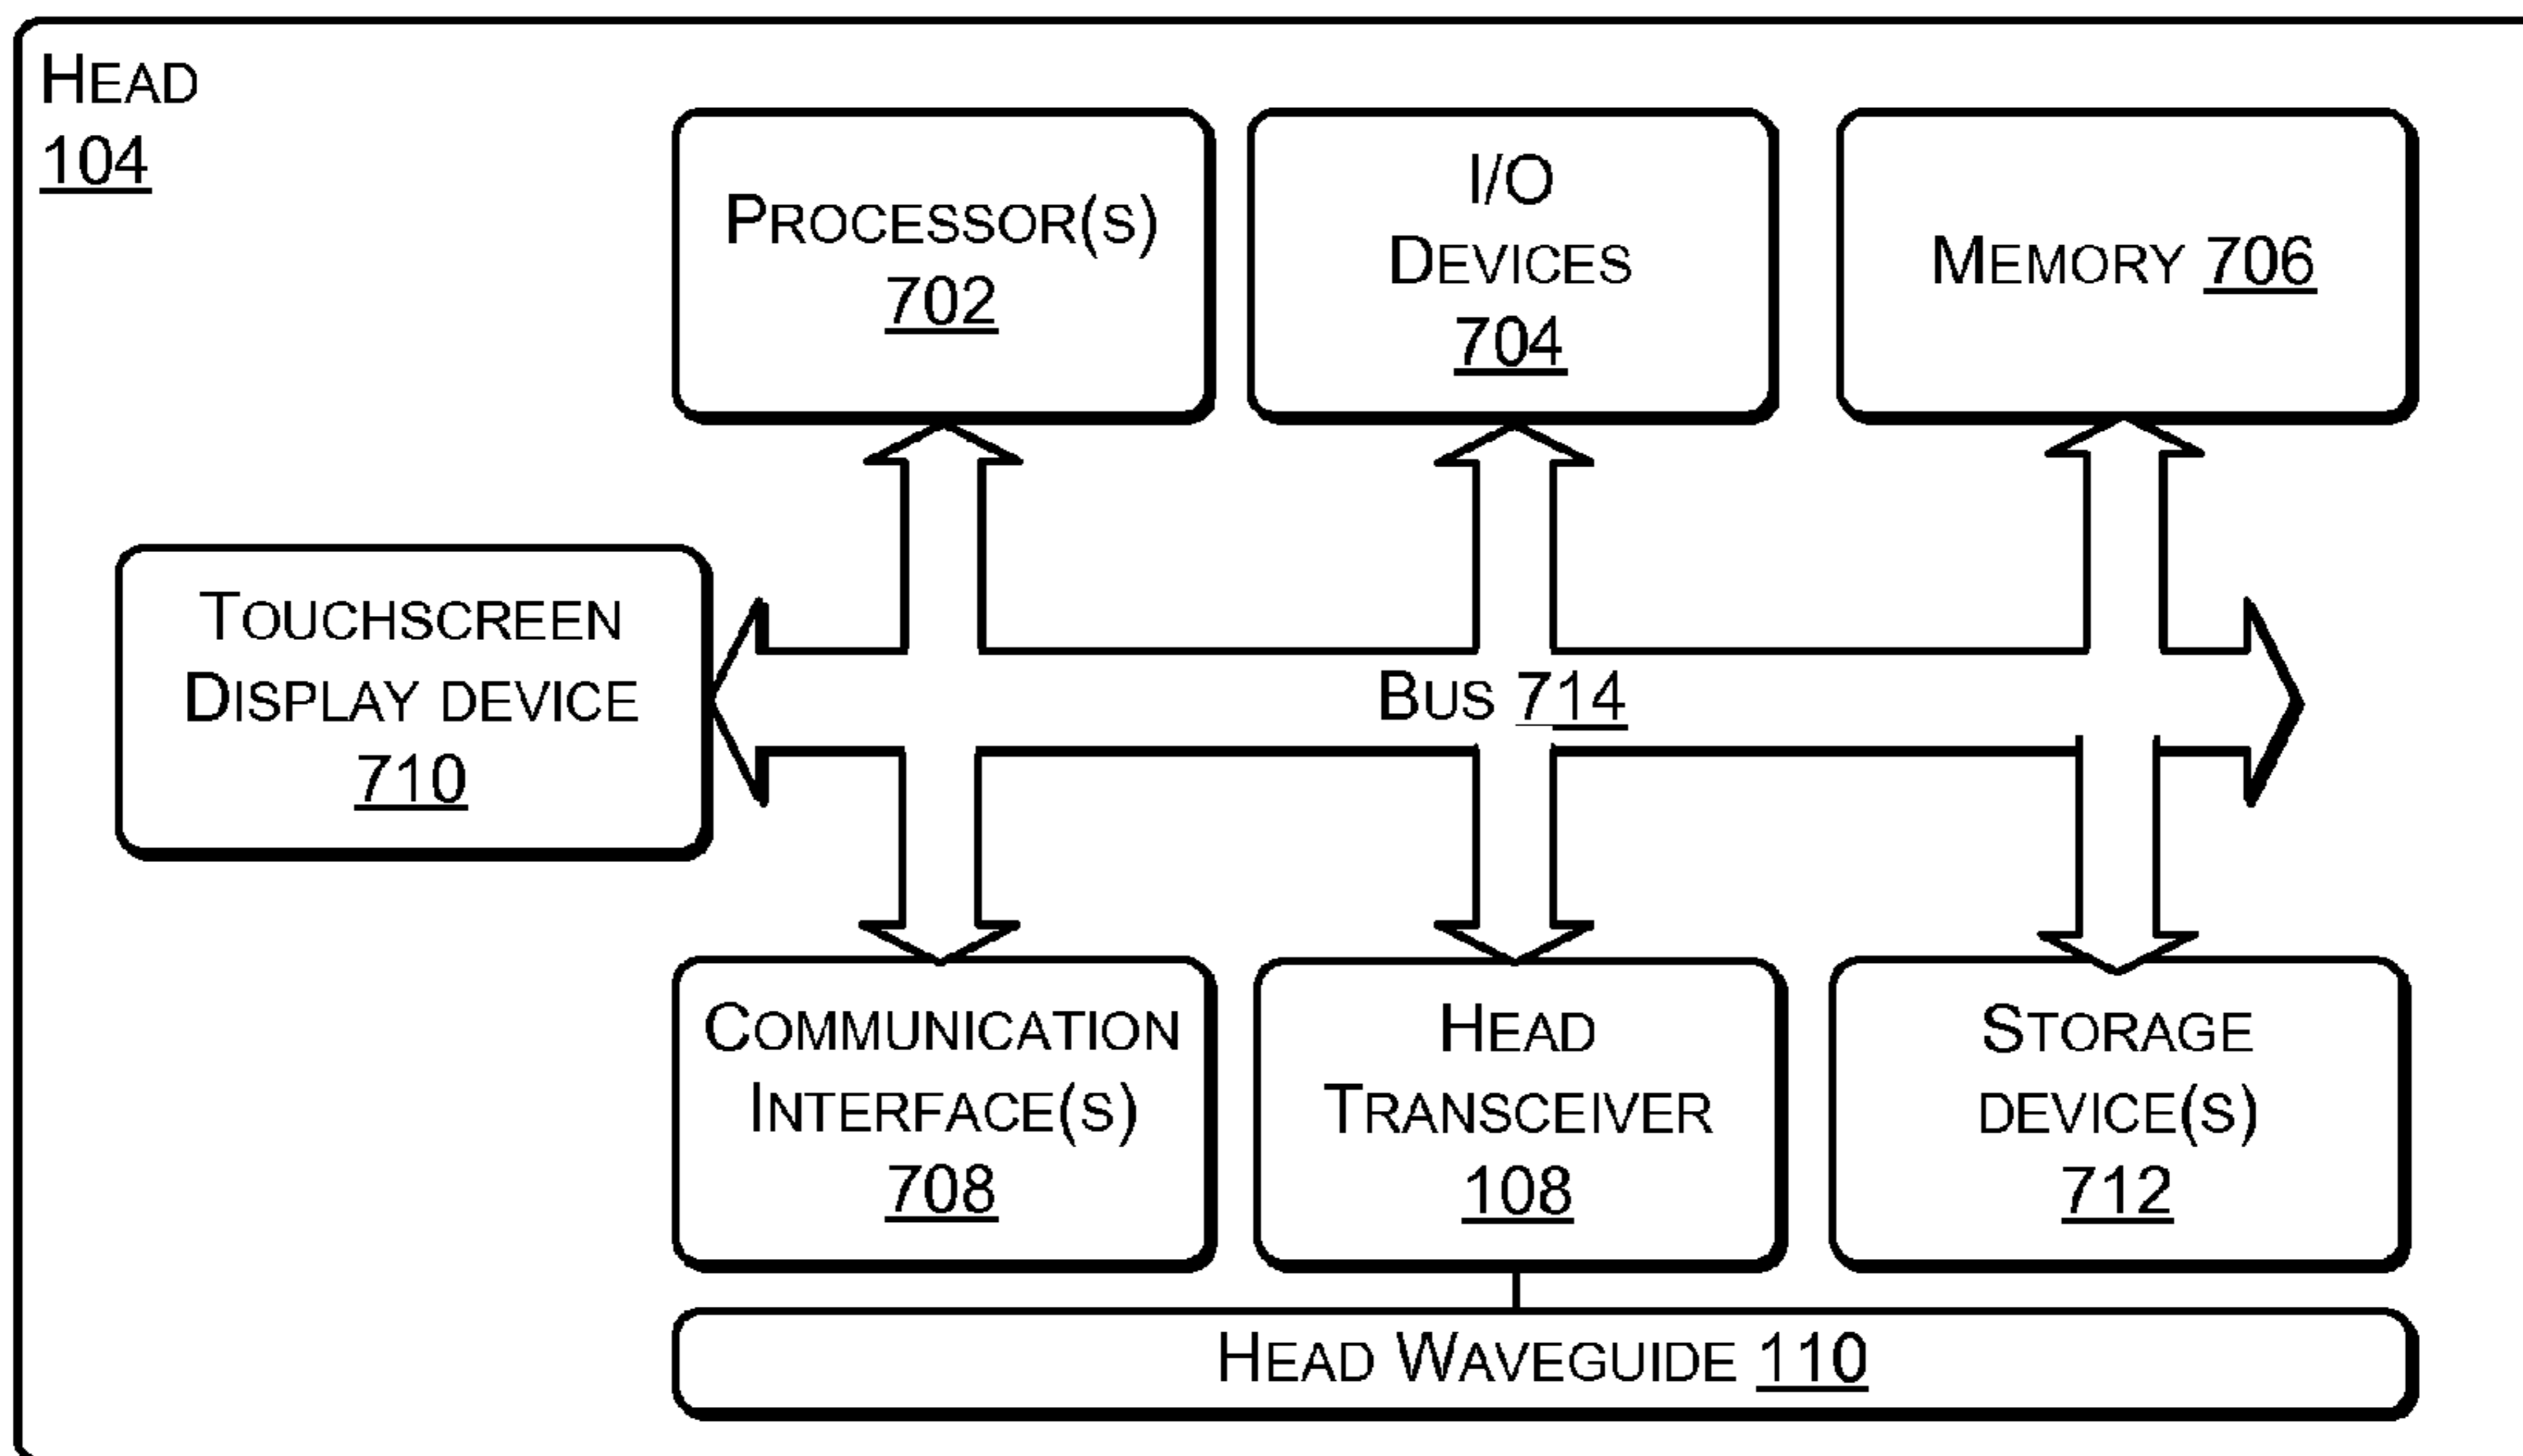 HEAD
104
PROCESSOR(S)
702
I/O
DEVICES
704
MEMORY 706
TOUCHSCREEN
DISPLAY DEVICE
710
BUS 714
COMMUNICATION
INTERFACE(S)
708
HEAD
TRANSCEIVER
108
STORAGE
DEVICE(S)
712
HEAD WAVEGUIDE 110